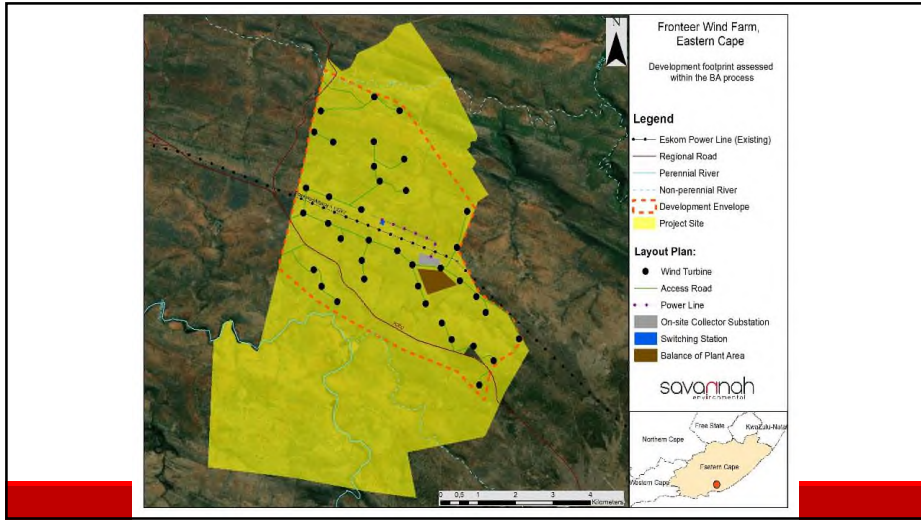 N
Fronteer Wind Farm,
Eastern Cape
Development footprint assessed
within the BA process
Legend
Eskom Power Line (Existing)
Regional Road
Perennial River
Non-perennial River
Development Envelope
Project Site
Layout Plan:
Wind Turbine
Access Road
Power Line
On-site Collector Substation
Switching Station
Balance of Plant Area
savannah
environmental
Free State
KwaZulu-Natal
Northern Cape
Eastern Cape
Western Cape
0 0,5 1 2 3 4
Kilometers